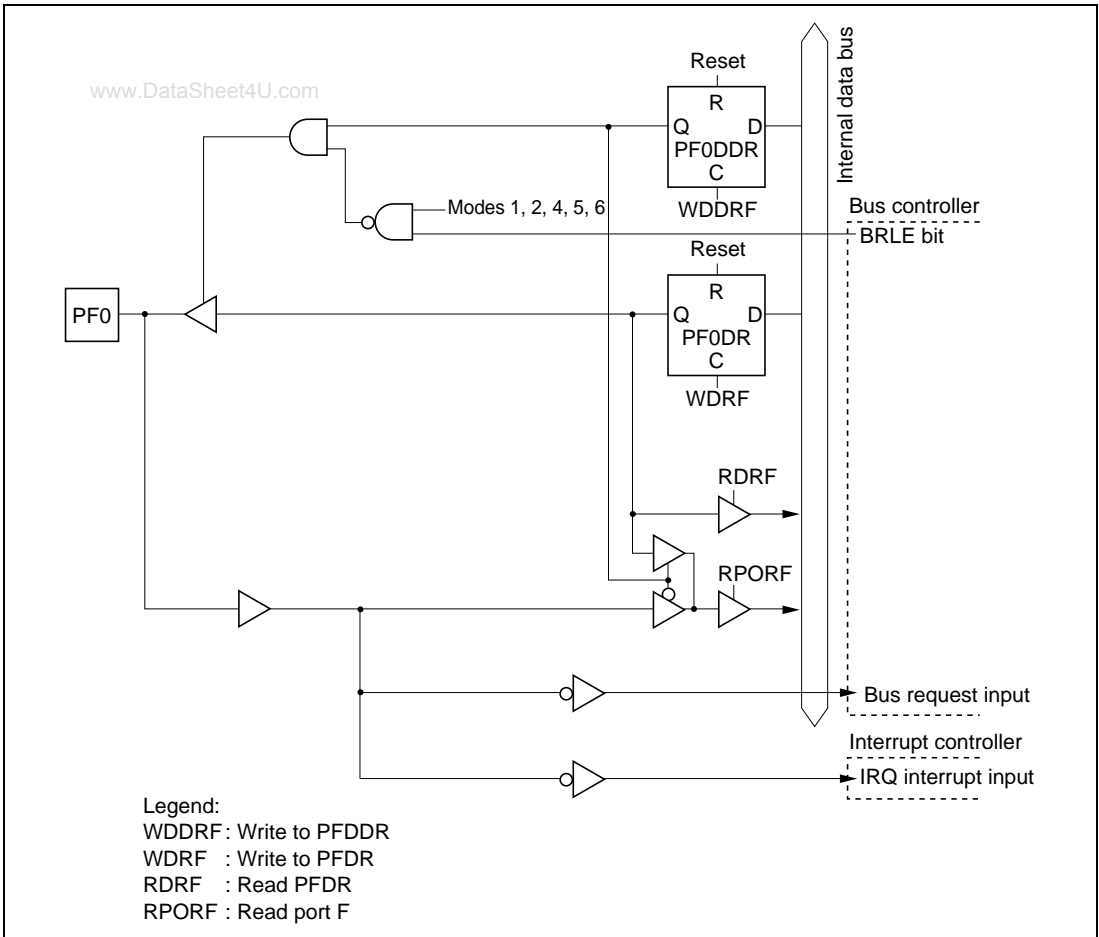 www.DataSheet4U.com
Reset
R
Q D
PF0DDR
C
WDDRF
Internal data bus
Modes 1, 2, 4, 5, 6
Bus controller
BRLE bit
Reset
R
Q D
PF0DR
C
WDRF
PF0
RDRF
RPORF
Bus request input
Interrupt controller
IRQ interrupt input
Legend:
WDDRF : Write to PFDDR
WDRF : Write to PFDR
RDRF : Read PFDR
RPORF : Read port F